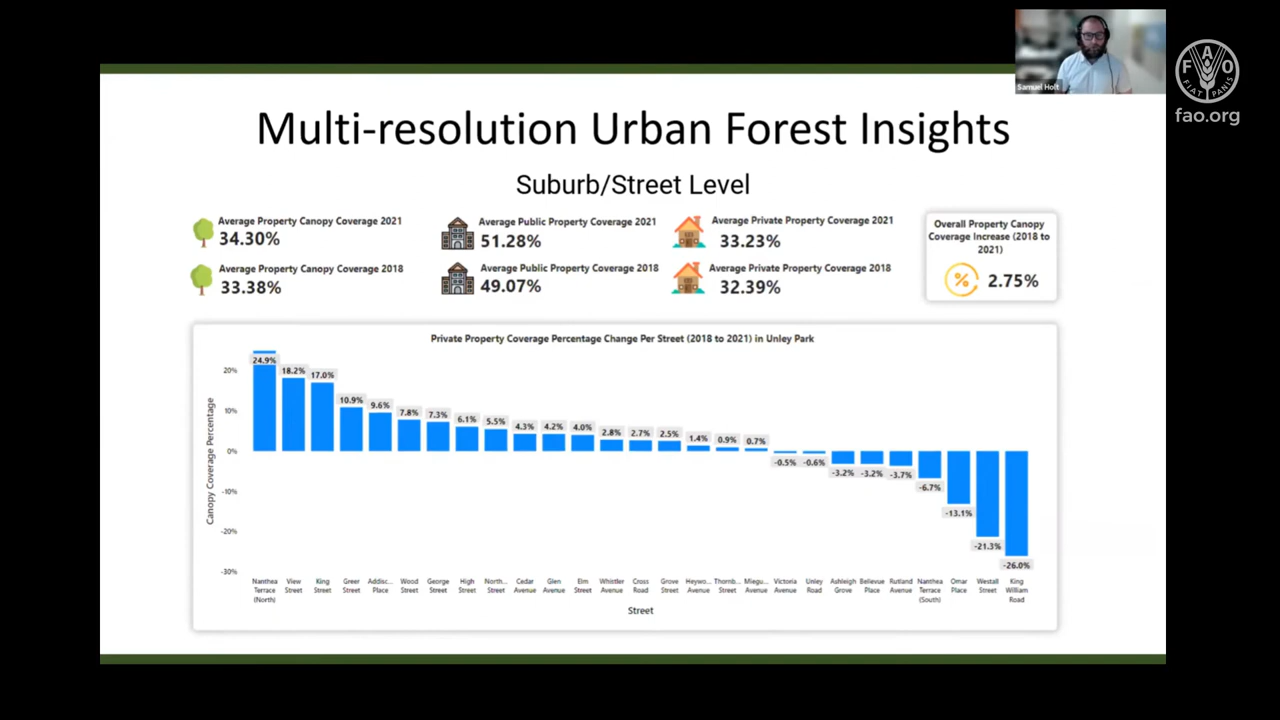 Multi-resolution Urban Forest Insights
Suburb/Street Level
Average Property Canopy Coverage 2021
34.30%
Average Property Canopy Coverage 2018
33.38%
Average Public Property Coverage 2021
51.28%
Average Public Property Coverage 2018
49.07%
Average Private Property Coverage 2021
33.23%
Average Private Property Coverage 2018
32.39%
Overall Property Canopy
Coverage Increase (2018 to
2021)
%
2.75%
Private Property Coverage Percentage Change Per Street (2018 to 2021) in Unley Park
Canopy Coverage Percentage
20%
10%
0%
-10%
-20%
-30%
24.9%
18.2%
17.0%
10.9%
9.6%
7.8%
7.3%
6.1%
5.5%
4.3%
4.2%
4.0%
2.8%
2.7%
2.5%
1.4%
0.9%
0.7%
-0.5%
-0.6%
-3.2%
-3.2%
-3.7%
-6.7%
-13.1%
-21.3%
-26.0%
Nanthea
Terrace
(North)
View
Street
King
Street
Greer
Street
Addisc...
Place
Wood
Street
George
Street
High
Street
North...
Street
Cedar
Avenue
Glen
Avenue
Elm
Street
Whistler
Avenue
Cross
Road
Grove
Street
Heywo...
Avenue
Thornb...
Street
Miegu...
Avenue
Victoria
Avenue
Unley
Road
Ashleigh
Grove
Bellevue
Place
Rutland
Avenue
Nanthea
Terrace
(South)
Omar
Place
Westall
Street
King
William
Road
Street
Samuel Holt
FAO
FIAT PANIS
fao.org